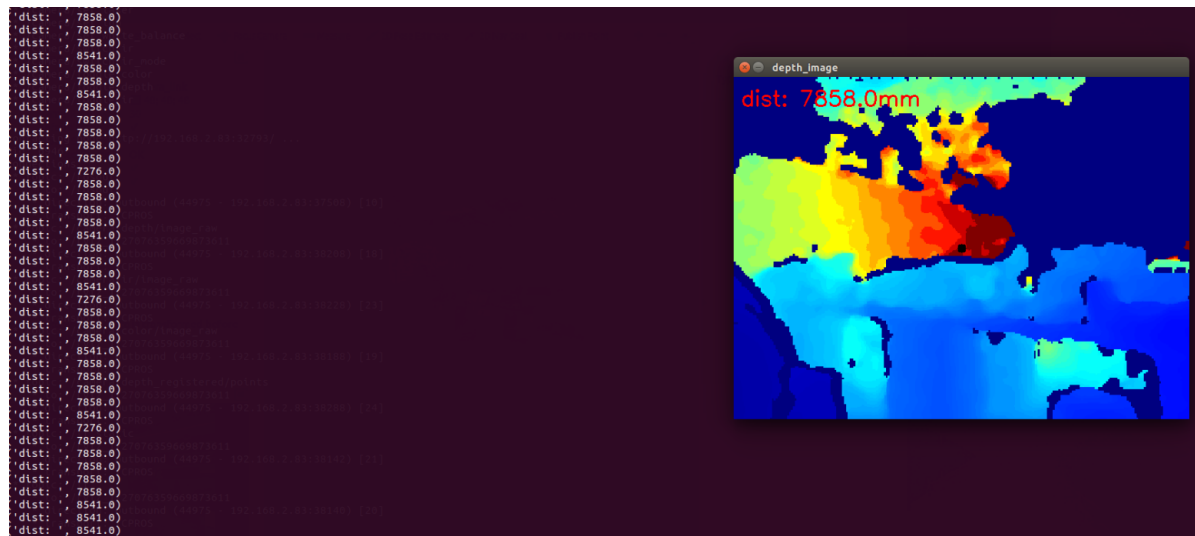 ('dist: ', 7858.0)
('dist: ', 7858.0)
('dist: ', 7858.0)
('dist: ', 8541.0)
('dist: ', 7858.0)
('dist: ', 7858.0)
('dist: ', 8541.0)
('dist: ', 7858.0)
('dist: ', 7858.0)
('dist: ', 7858.0)
('dist: ', 7858.0)
('dist: ', 7858.0)
('dist: ', 7276.0)
('dist: ', 7858.0)
('dist: ', 7858.0)
('dist: ', 7858.0)
('dist: ', 7858.0)
('dist: ', 8541.0)
('dist: ', 7858.0)
('dist: ', 7858.0)
('dist: ', 7858.0)
('dist: ', 8541.0)
('dist: ', 7276.0)
('dist: ', 7858.0)
('dist: ', 7858.0)
('dist: ', 7858.0)
('dist: ', 8541.0)
('dist: ', 7858.0)
('dist: ', 7858.0)
('dist: ', 7858.0)
('dist: ', 7858.0)
('dist: ', 8541.0)
('dist: ', 7276.0)
('dist: ', 7858.0)
('dist: ', 7858.0)
('dist: ', 7858.0)
('dist: ', 7858.0)
('dist: ', 7858.0)
('dist: ', 8541.0)
('dist: ', 8541.0)
('dist: ', 8541.0)
depth_image
dist: 7858.0mm